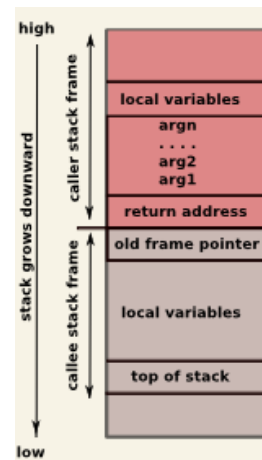 high
stack grows downward
low
caller stack frame
callee stack frame
local variables
argn
. . . .
arg2
arg1
return address
old frame pointer
local variables
top of stack